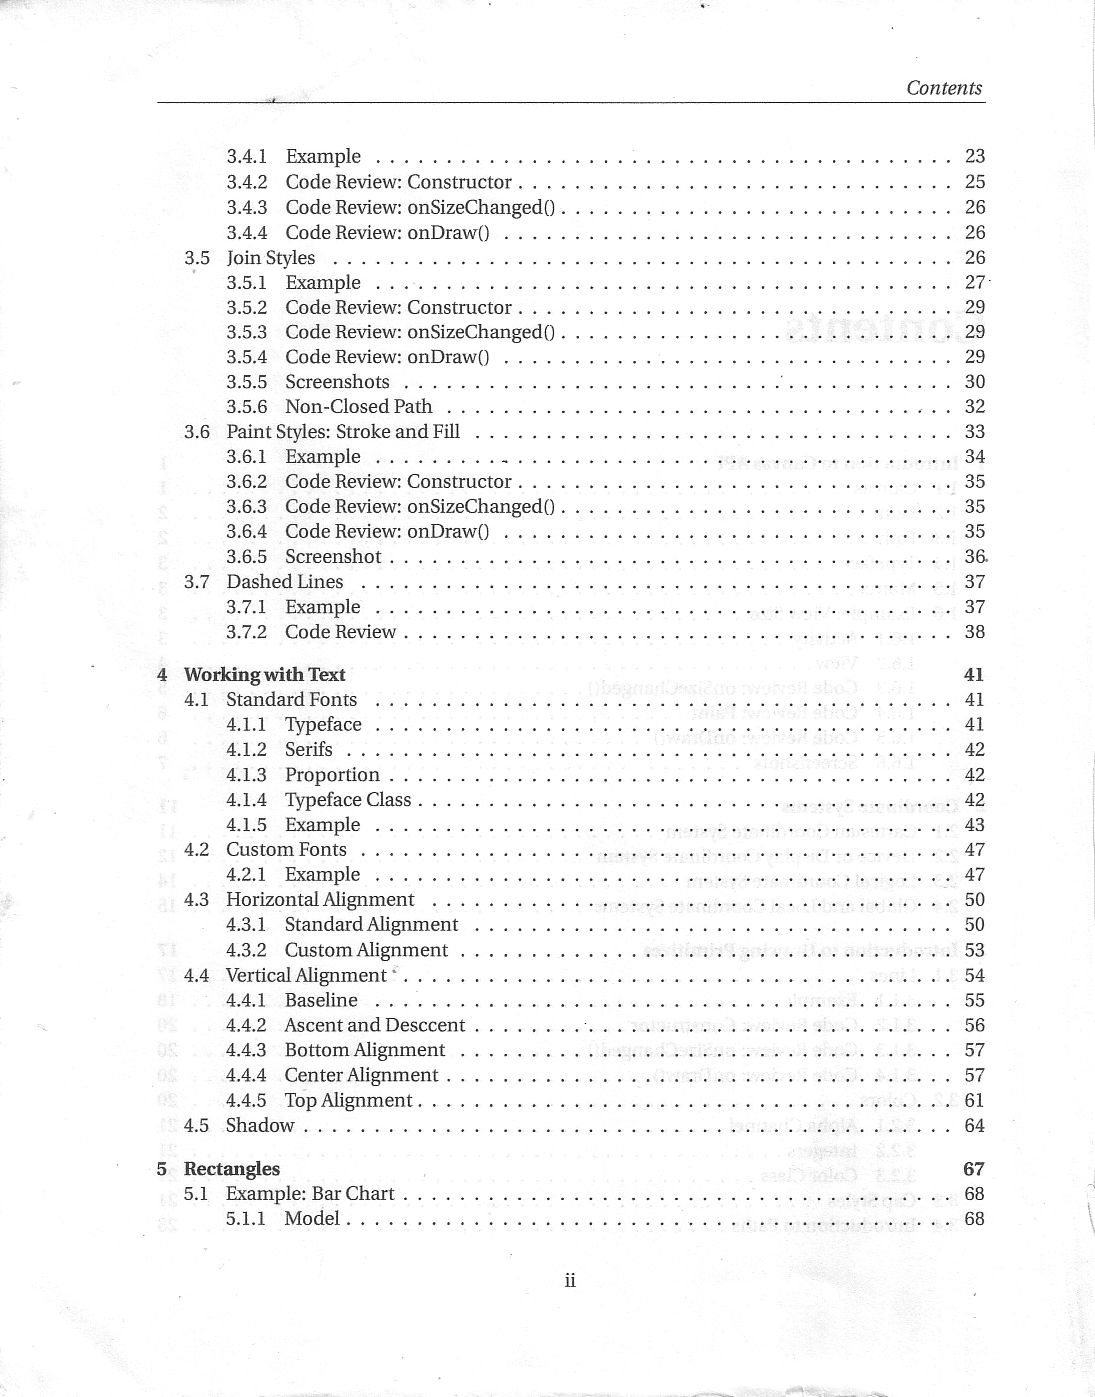 Contents
3.4.1 Example . . . . . . . . . . . . . . . . . . . . . . . . . . . . . . . . . . . . . . . . . 23
3.4.2 Code Review: Constructor . . . . . . . . . . . . . . . . . . . . . . . . . . . . . . . 25
3.4.3 Code Review: onSizeChanged() . . . . . . . . . . . . . . . . . . . . . . . . . . . . 26
3.4.4 Code Review: onDraw() . . . . . . . . . . . . . . . . . . . . . . . . . . . . . . . . 26
3.5 Join Styles . . . . . . . . . . . . . . . . . . . . . . . . . . . . . . . . . . . . . . . . . . . . 26
3.5.1 Example . . . . . . . . . . . . . . . . . . . . . . . . . . . . . . . . . . . . . . . . . 27
3.5.2 Code Review: Constructor . . . . . . . . . . . . . . . . . . . . . . . . . . . . . . . 29
3.5.3 Code Review: onSizeChanged() . . . . . . . . . . . . . . . . . . . . . . . . . . . . 29
3.5.4 Code Review: onDraw() . . . . . . . . . . . . . . . . . . . . . . . . . . . . . . . . 29
3.5.5 Screenshots . . . . . . . . . . . . . . . . . . . . . . . . . . . . . . . . . . . . . . . 30
3.5.6 Non-Closed Path . . . . . . . . . . . . . . . . . . . . . . . . . . . . . . . . . . . . 32
3.6 Paint Styles: Stroke and Fill . . . . . . . . . . . . . . . . . . . . . . . . . . . . . . . . . . 33
3.6.1 Example . . . . . . . . . . . . . . . . . . . . . . . . . . . . . . . . . . . . . . . . . 34
3.6.2 Code Review: Constructor . . . . . . . . . . . . . . . . . . . . . . . . . . . . . . . 35
3.6.3 Code Review: onSizeChanged() . . . . . . . . . . . . . . . . . . . . . . . . . . . . 35
3.6.4 Code Review: onDraw() . . . . . . . . . . . . . . . . . . . . . . . . . . . . . . . . 35
3.6.5 Screenshot . . . . . . . . . . . . . . . . . . . . . . . . . . . . . . . . . . . . . . . . 36
3.7 Dashed Lines . . . . . . . . . . . . . . . . . . . . . . . . . . . . . . . . . . . . . . . . . . 37
3.7.1 Example . . . . . . . . . . . . . . . . . . . . . . . . . . . . . . . . . . . . . . . . . 37
3.7.2 Code Review . . . . . . . . . . . . . . . . . . . . . . . . . . . . . . . . . . . . . . . 38
4 Working with Text 41
4.1 Standard Fonts . . . . . . . . . . . . . . . . . . . . . . . . . . . . . . . . . . . . . . . . . 41
4.1.1 Typeface . . . . . . . . . . . . . . . . . . . . . . . . . . . . . . . . . . . . . . . . . 41
4.1.2 Serifs . . . . . . . . . . . . . . . . . . . . . . . . . . . . . . . . . . . . . . . . . . . 42
4.1.3 Proportion . . . . . . . . . . . . . . . . . . . . . . . . . . . . . . . . . . . . . . . . 42
4.1.4 Typeface Class . . . . . . . . . . . . . . . . . . . . . . . . . . . . . . . . . . . . . . 42
4.1.5 Example . . . . . . . . . . . . . . . . . . . . . . . . . . . . . . . . . . . . . . . . . 43
4.2 Custom Fonts . . . . . . . . . . . . . . . . . . . . . . . . . . . . . . . . . . . . . . . . . . 47
4.2.1 Example . . . . . . . . . . . . . . . . . . . . . . . . . . . . . . . . . . . . . . . . . 47
4.3 Horizontal Alignment . . . . . . . . . . . . . . . . . . . . . . . . . . . . . . . . . . . . . 50
4.3.1 Standard Alignment . . . . . . . . . . . . . . . . . . . . . . . . . . . . . . . . . . 50
4.3.2 Custom Alignment . . . . . . . . . . . . . . . . . . . . . . . . . . . . . . . . . . . 53
4.4 Vertical Alignment . . . . . . . . . . . . . . . . . . . . . . . . . . . . . . . . . . . . . . . 54
4.4.1 Baseline . . . . . . . . . . . . . . . . . . . . . . . . . . . . . . . . . . . . . . . . . 55
4.4.2 Ascent and Desccent . . . . . . . . . . . . . . . . . . . . . . . . . . . . . . . . . . 56
4.4.3 Bottom Alignment . . . . . . . . . . . . . . . . . . . . . . . . . . . . . . . . . . . 57
4.4.4 Center Alignment . . . . . . . . . . . . . . . . . . . . . . . . . . . . . . . . . . . . 57
4.4.5 Top Alignment . . . . . . . . . . . . . . . . . . . . . . . . . . . . . . . . . . . . . . 61
4.5 Shadow . . . . . . . . . . . . . . . . . . . . . . . . . . . . . . . . . . . . . . . . . . . . . . 64
5 Rectangles 67
5.1 Example: Bar Chart . . . . . . . . . . . . . . . . . . . . . . . . . . . . . . . . . . . . . . . 68
5.1.1 Model . . . . . . . . . . . . . . . . . . . . . . . . . . . . . . . . . . . . . . . . . . . 68
ii